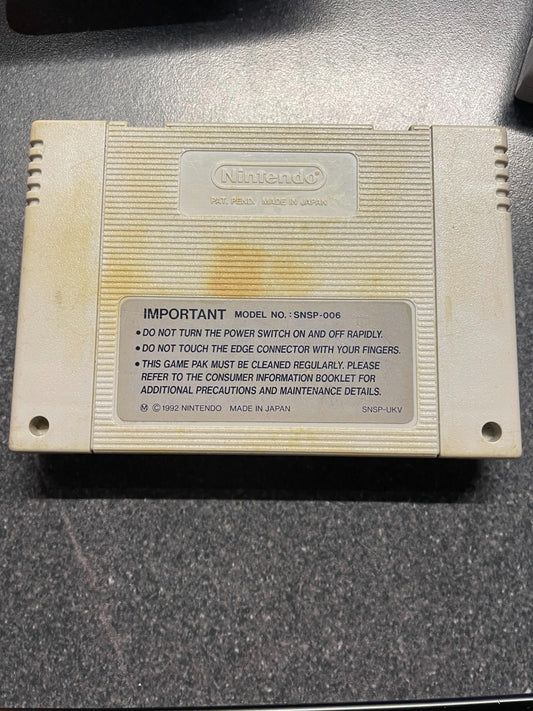 Nintendo®
PAT. PEND. MADE IN JAPAN
IMPORTANT MODEL NO. : SNSP-006
• DO NOT TURN THE POWER SWITCH ON AND OFF RAPIDLY.
• DO NOT TOUCH THE EDGE CONNECTOR WITH YOUR FINGERS.
• THIS GAME PAK MUST BE CLEANED REGULARLY. PLEASE
REFER TO THE CONSUMER INFORMATION BOOKLET FOR
ADDITIONAL PRECAUTIONS AND MAINTENANCE DETAILS.
Ⓜ ©1992 NINTENDO MADE IN JAPAN SNSP-UKV